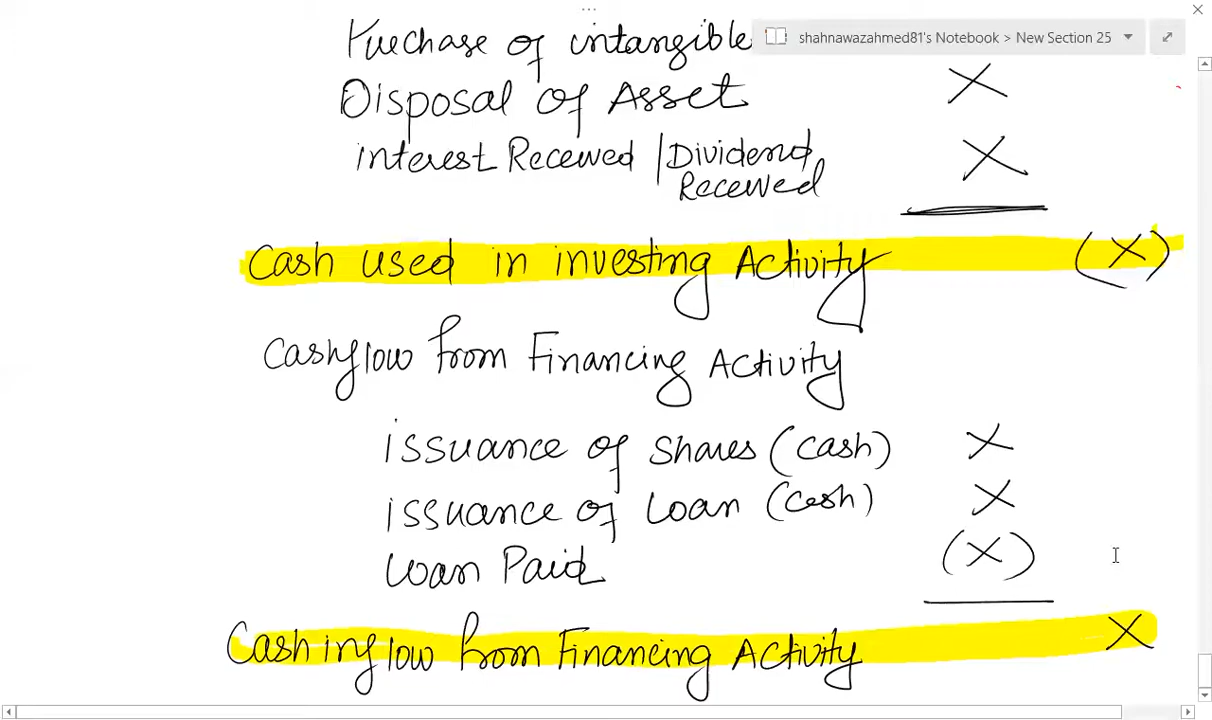 shahnawazahmed81's Notebook > New Section 25
Purchase of intangible
Disposal of Asset X
interest Received | Dividend Received X
Cash used in investing Activity (X)
Cashflow from Financing Activity
issuance of shares (cash) X
issuance of Loan (cash) X
Loan Paid (X)
Cash inflow from Financing Activity X